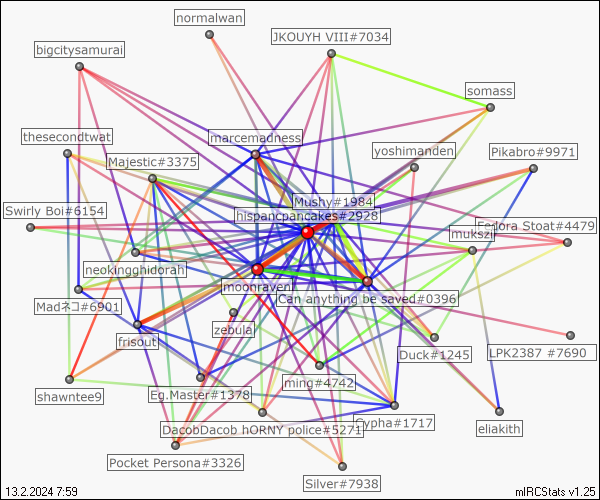 normalwan
JKOUYH VIII#7034
bigcitysamurai
somass
thesecondtwat
marcemadness
yoshimanden
Pikabro#9971
Majestic#3375
Mushy#1984
Swirly Boi#6154
hispancpancakes#2928
Fedora Stoat#4479
mukszii
neokingghidorah
moonraven
Can anything be saved#0396
Madネコ#6901
zebula
frisout
Duck#1245
LPK2387 #7690
ming#4742
shawntee9
Eg.Master#1378
DacobDacob hORNY police#5271
Cypha#1717
eliakith
Pocket Persona#3326
Silver#7938
13.2.2024 7:59
mIRCStats v1.25